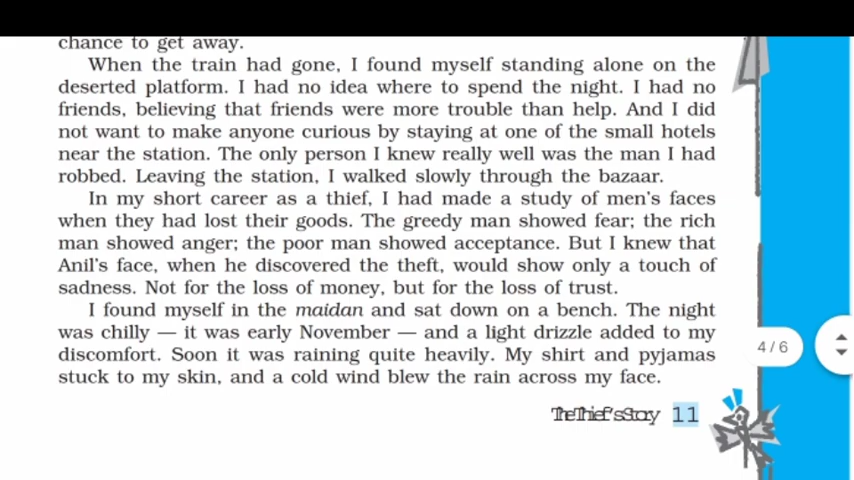 chance to get away.
When the train had gone, I found myself standing alone on the
deserted platform. I had no idea where to spend the night. I had no
friends, believing that friends were more trouble than help. And I did
not want to make anyone curious by staying at one of the small hotels
near the station. The only person I knew really well was the man I had
robbed. Leaving the station, I walked slowly through the bazaar.
In my short career as a thief, I had made a study of men's faces
when they had lost their goods. The greedy man showed fear; the rich
man showed anger; the poor man showed acceptance. But I knew that
Anil's face, when he discovered the theft, would show only a touch of
sadness. Not for the loss of money, but for the loss of trust.
I found myself in the maidan and sat down on a bench. The night
was chilly — it was early November — and a light drizzle added to my
discomfort. Soon it was raining quite heavily. My shirt and pyjamas
stuck to my skin, and a cold wind blew the rain across my face.
4 / 6
The Thief's Story 11